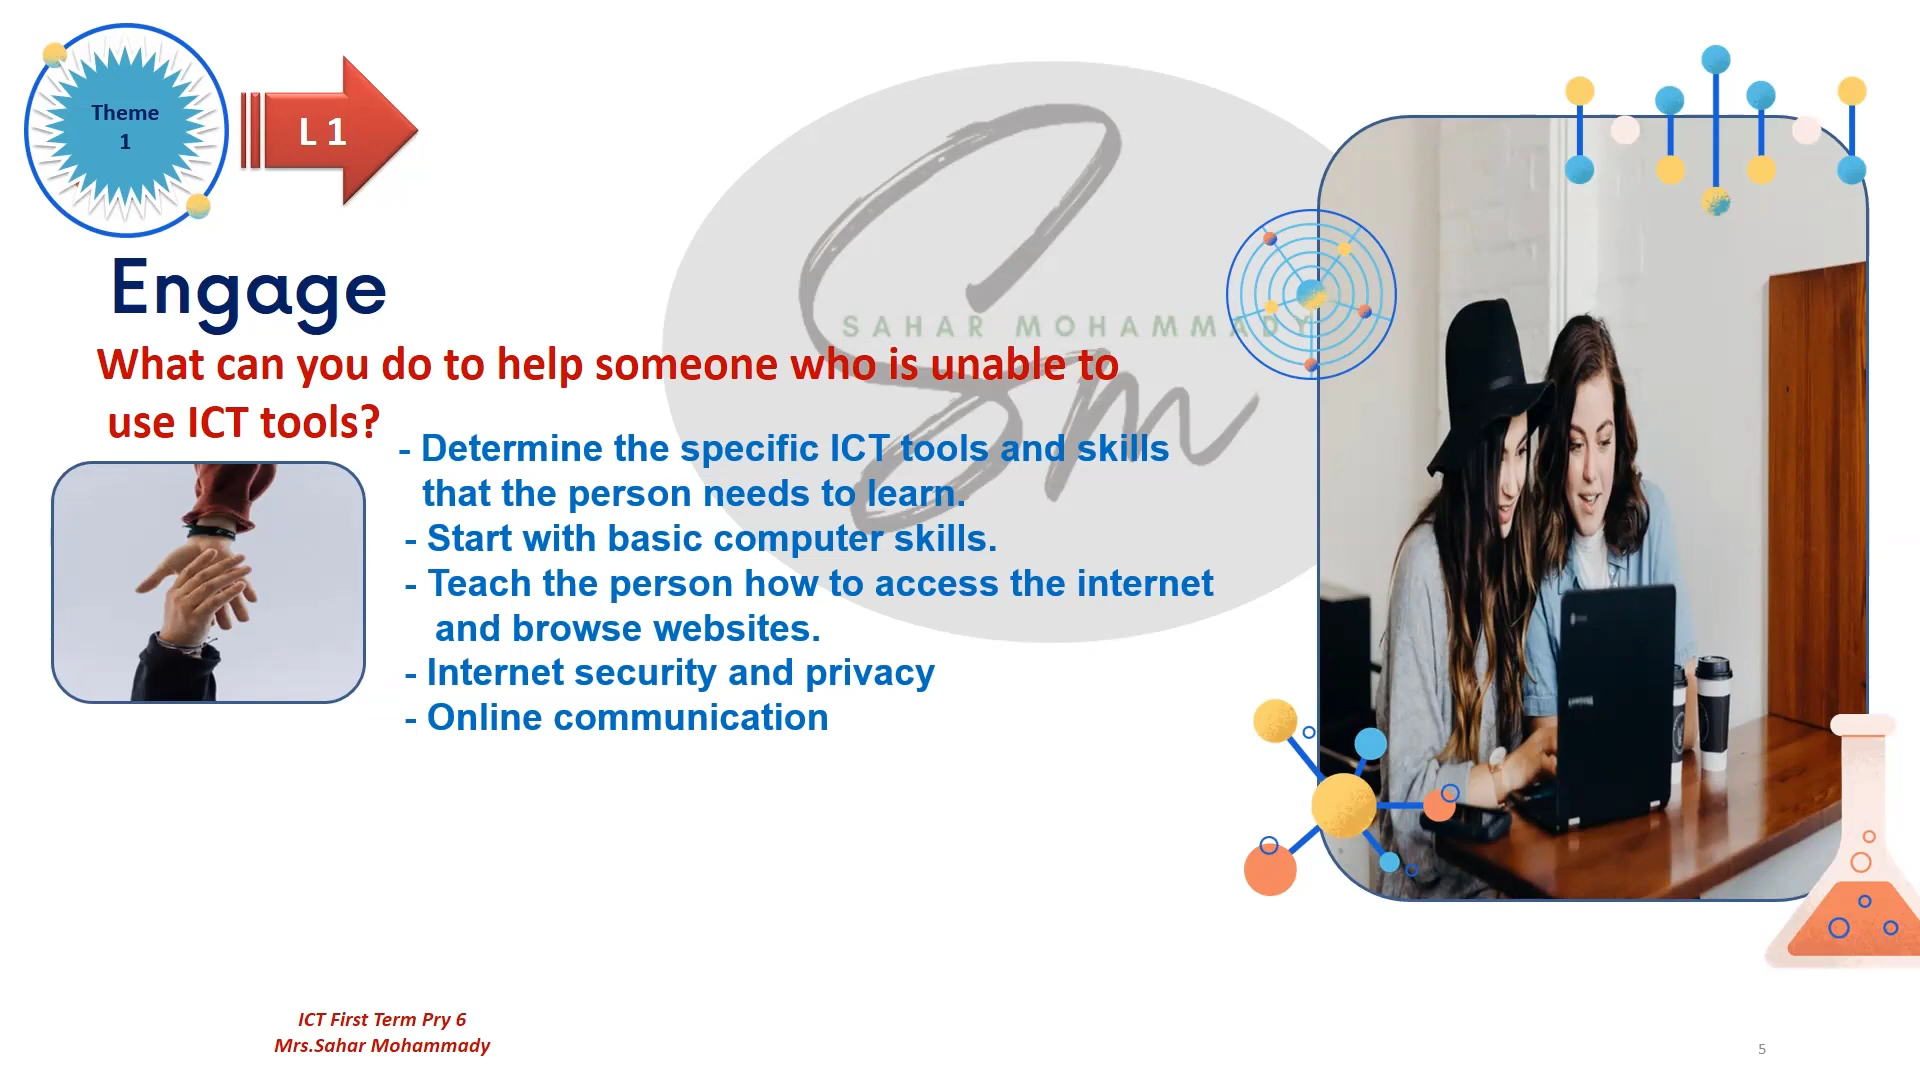 Theme
1
L 1
Engage
SAHAR MOHAMMADY
Sm
What can you do to help someone who is unable to
use ICT tools?
- Determine the specific ICT tools and skills
that the person needs to learn.
- Start with basic computer skills.
- Teach the person how to access the internet
and browse websites.
- Internet security and privacy
- Online communication
ICT First Term Pry 6
Mrs.Sahar Mohammady
5